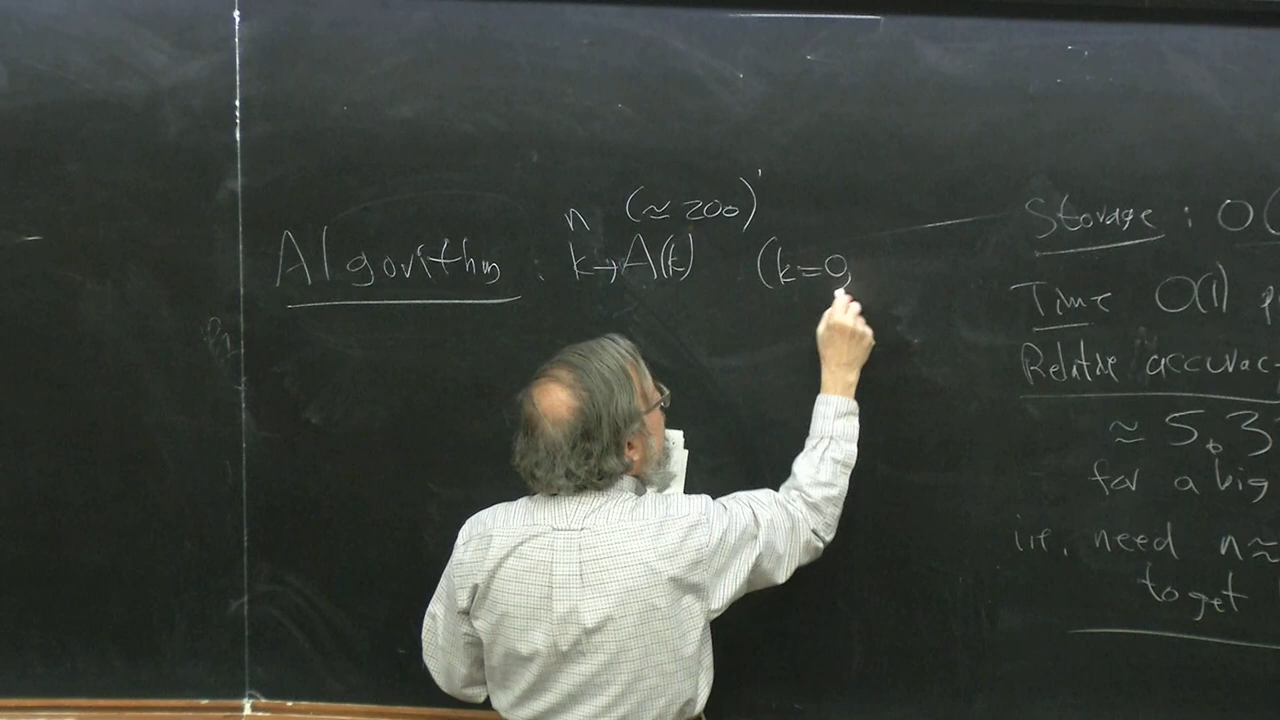 n (≃ 200)
Algorithm : k → A(k) (k=0,
Storage : O(
Time O(1) p
Relative accurac
≈ 5.3
for a big
i.e. need n ≈
to get